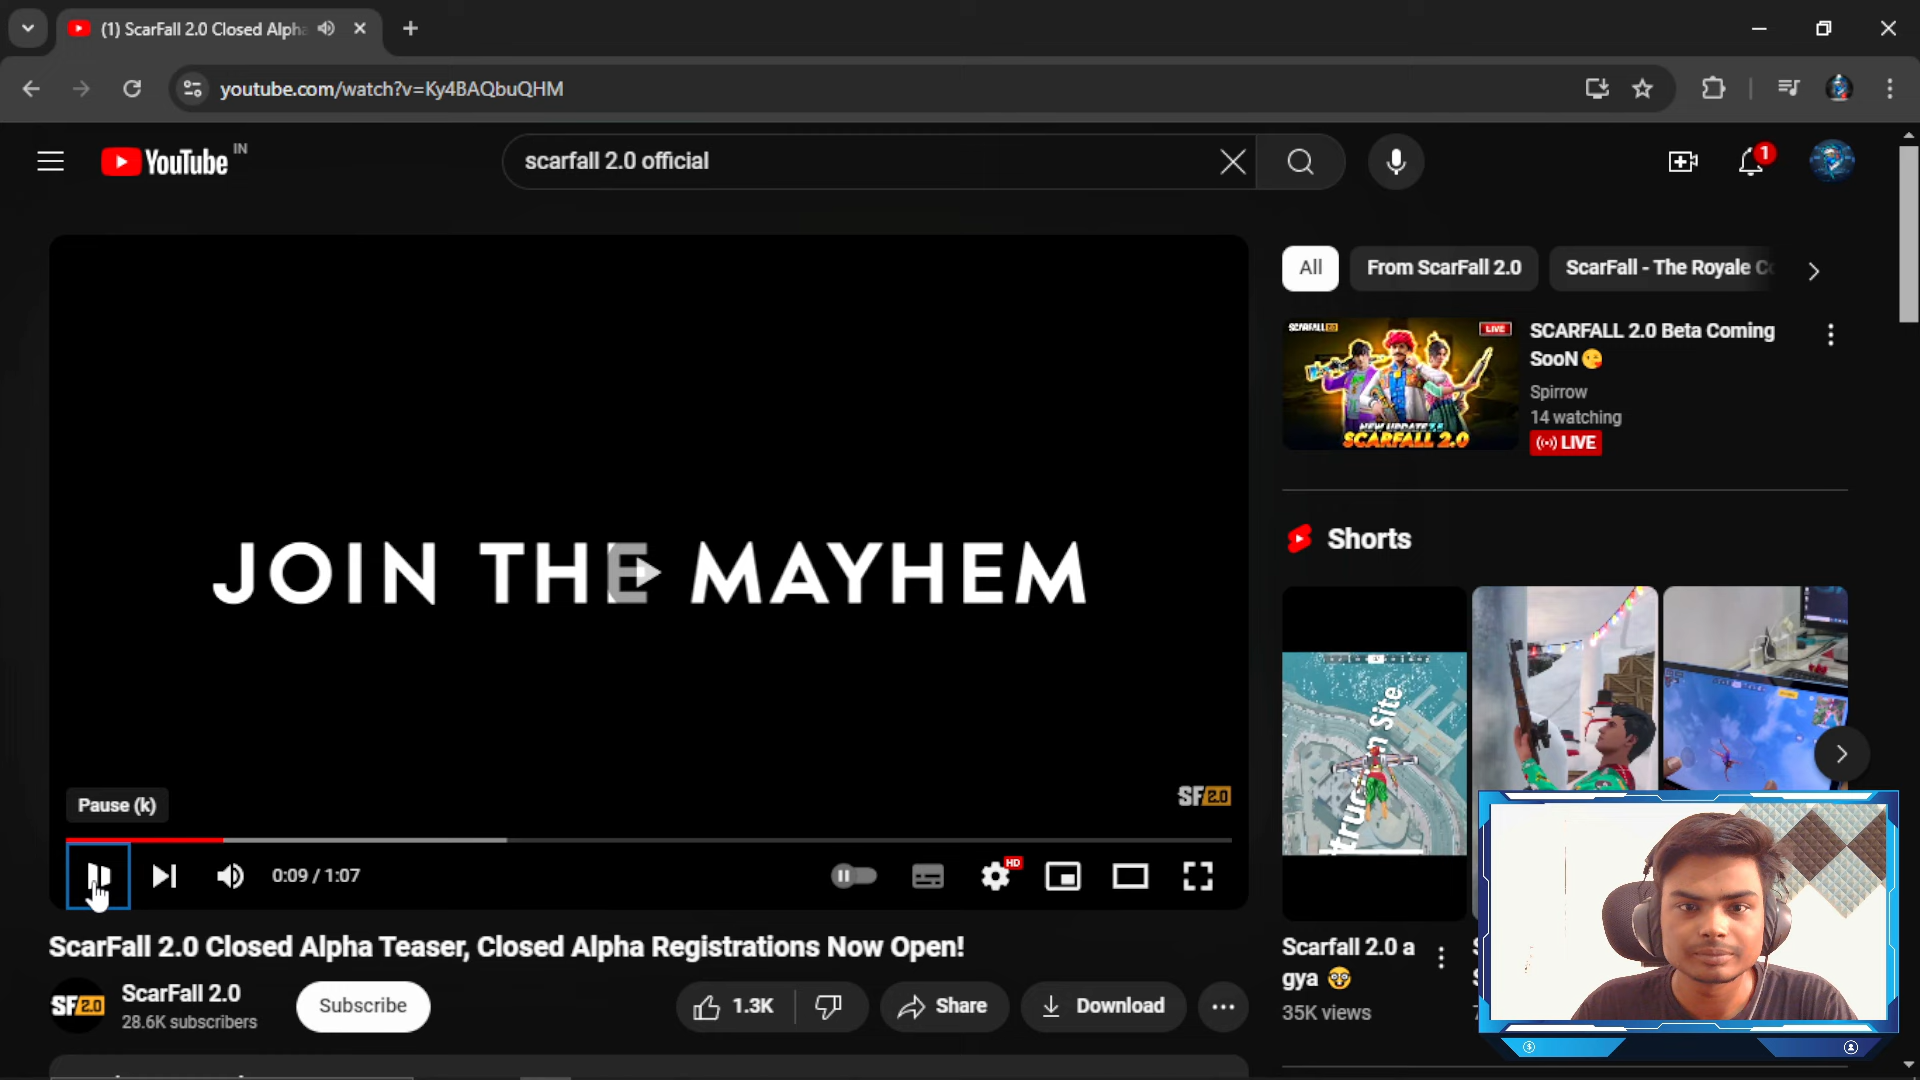 (1) ScarFall 2.0 Closed Alpha
youtube.com/watch?v=Ky4BAQbuQHM
YouTube IN
scarfall 2.0 official
1
All
From ScarFall 2.0
ScarFall - The Royale
SCARFALL 2.0
LIVE
NEW UPDATE
SCARFALL 2.0
SCARFALL 2.0 Beta Coming
SooN😘
Spirrow
14 watching
LIVE
JOIN THE MAYHEM
Shorts
SF 2.0
Pause (k)
0:09 / 1:07
HD
truction Site
ScarFall 2.0 Closed Alpha Teaser, Closed Alpha Registrations Now Open!
SF 2.0
ScarFall 2.0
28.6K subscribers
Subscribe
1.3K
Share
Download
Scarfall 2.0 a
gya 🤓
35K views